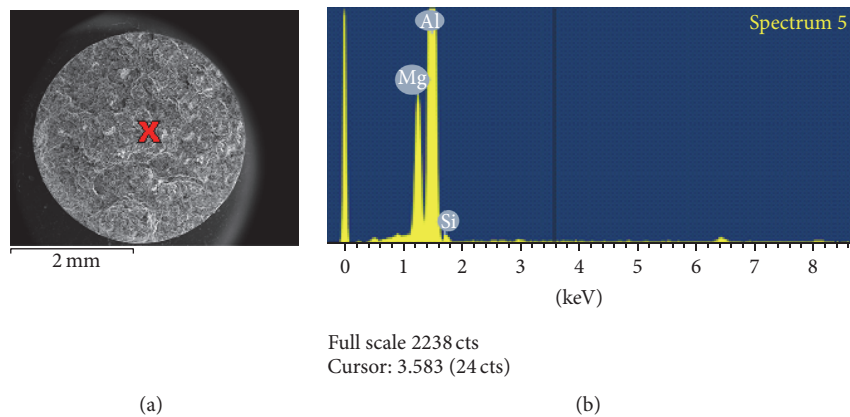 2 mm
Spectrum 5
Al
Mg
Si
0 1 2 3 4 5 6 7 8
(keV)
Full scale 2238 cts
Cursor: 3.583 (24 cts)
(a)
(b)